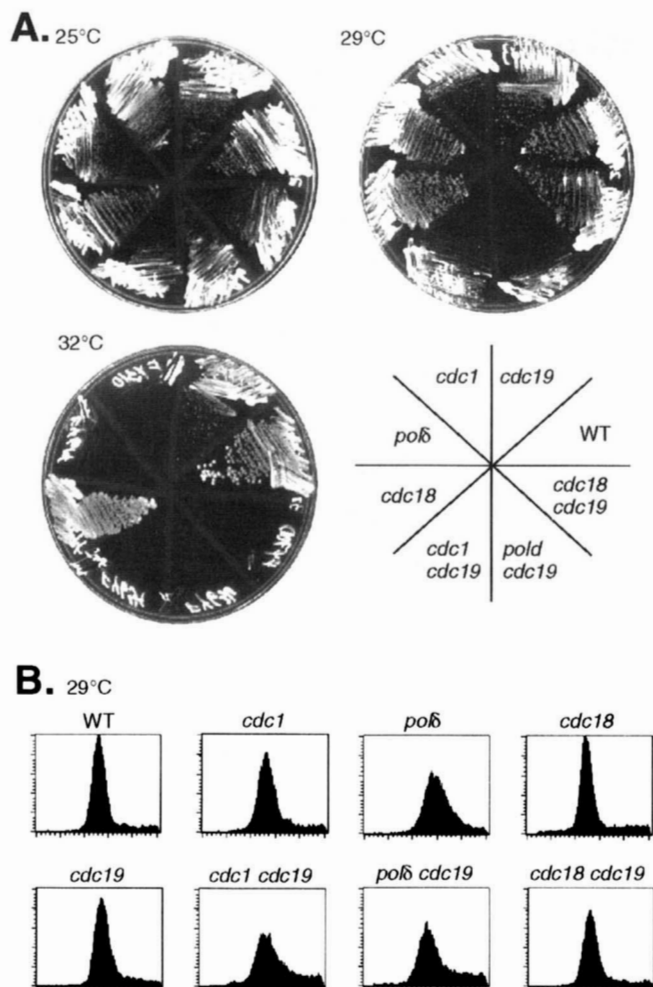 A.
25°C
29°C
32°C
cdc1 cdc19
polδ WT
cdc18 cdc18
cdc19
cdc1 pold
cdc19 cdc19
B. 29°C
WT cdc1 polδ cdc18
cdc19 cdc1 cdc19 polδ cdc19 cdc18 cdc19